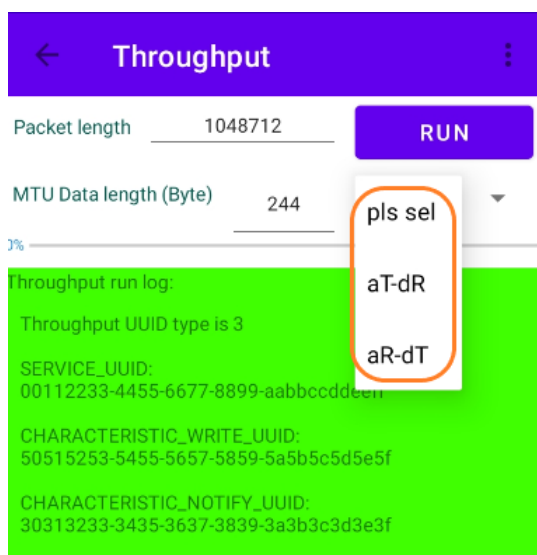 Throughput
Packet length 1048712 RUN
MTU Data length (Byte) 244
pls sel
aT-dR
aR-dT
0%
Throughput run log:
Throughput UUID type is 3
SERVICE_UUID:
00112233-4455-6677-8899-aabbccddeeff
CHARACTERISTIC_WRITE_UUID:
50515253-5455-5657-5859-5a5b5c5d5e5f
CHARACTERISTIC_NOTIFY_UUID:
30313233-3435-3637-3839-3a3b3c3d3e3f